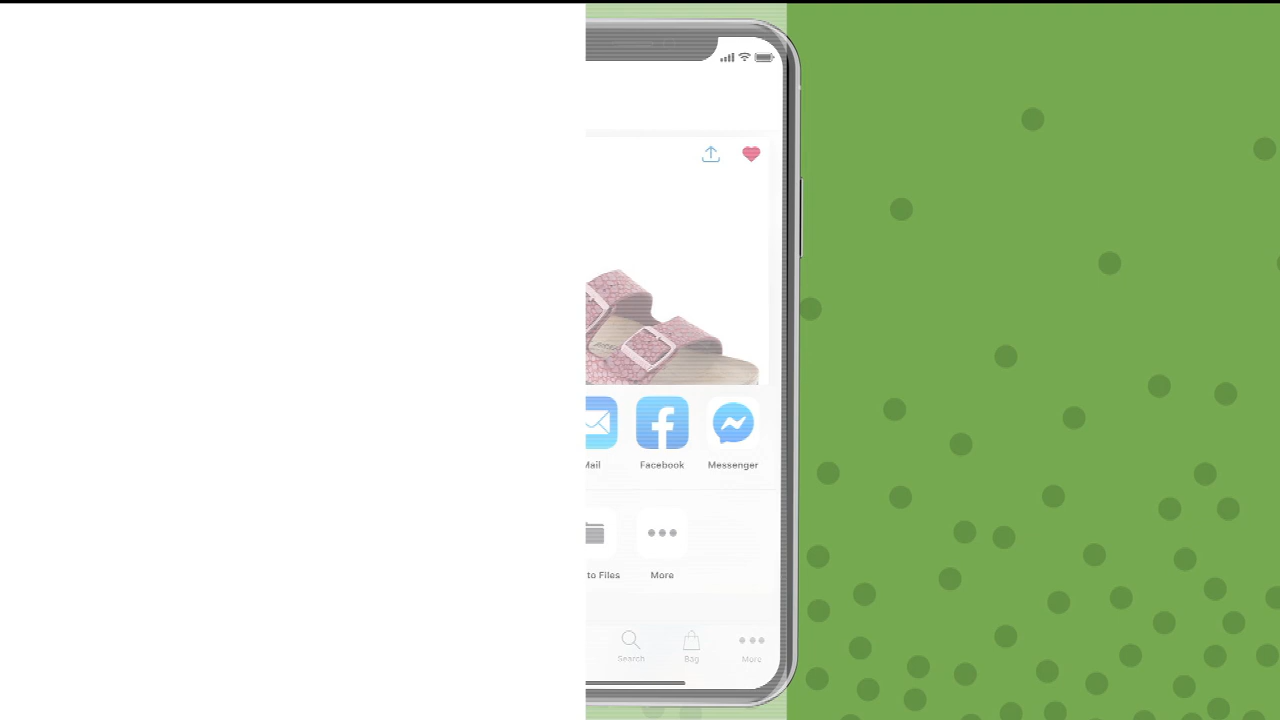 Mail
Facebook
Messenger
to Files
More
Search
Bag
More